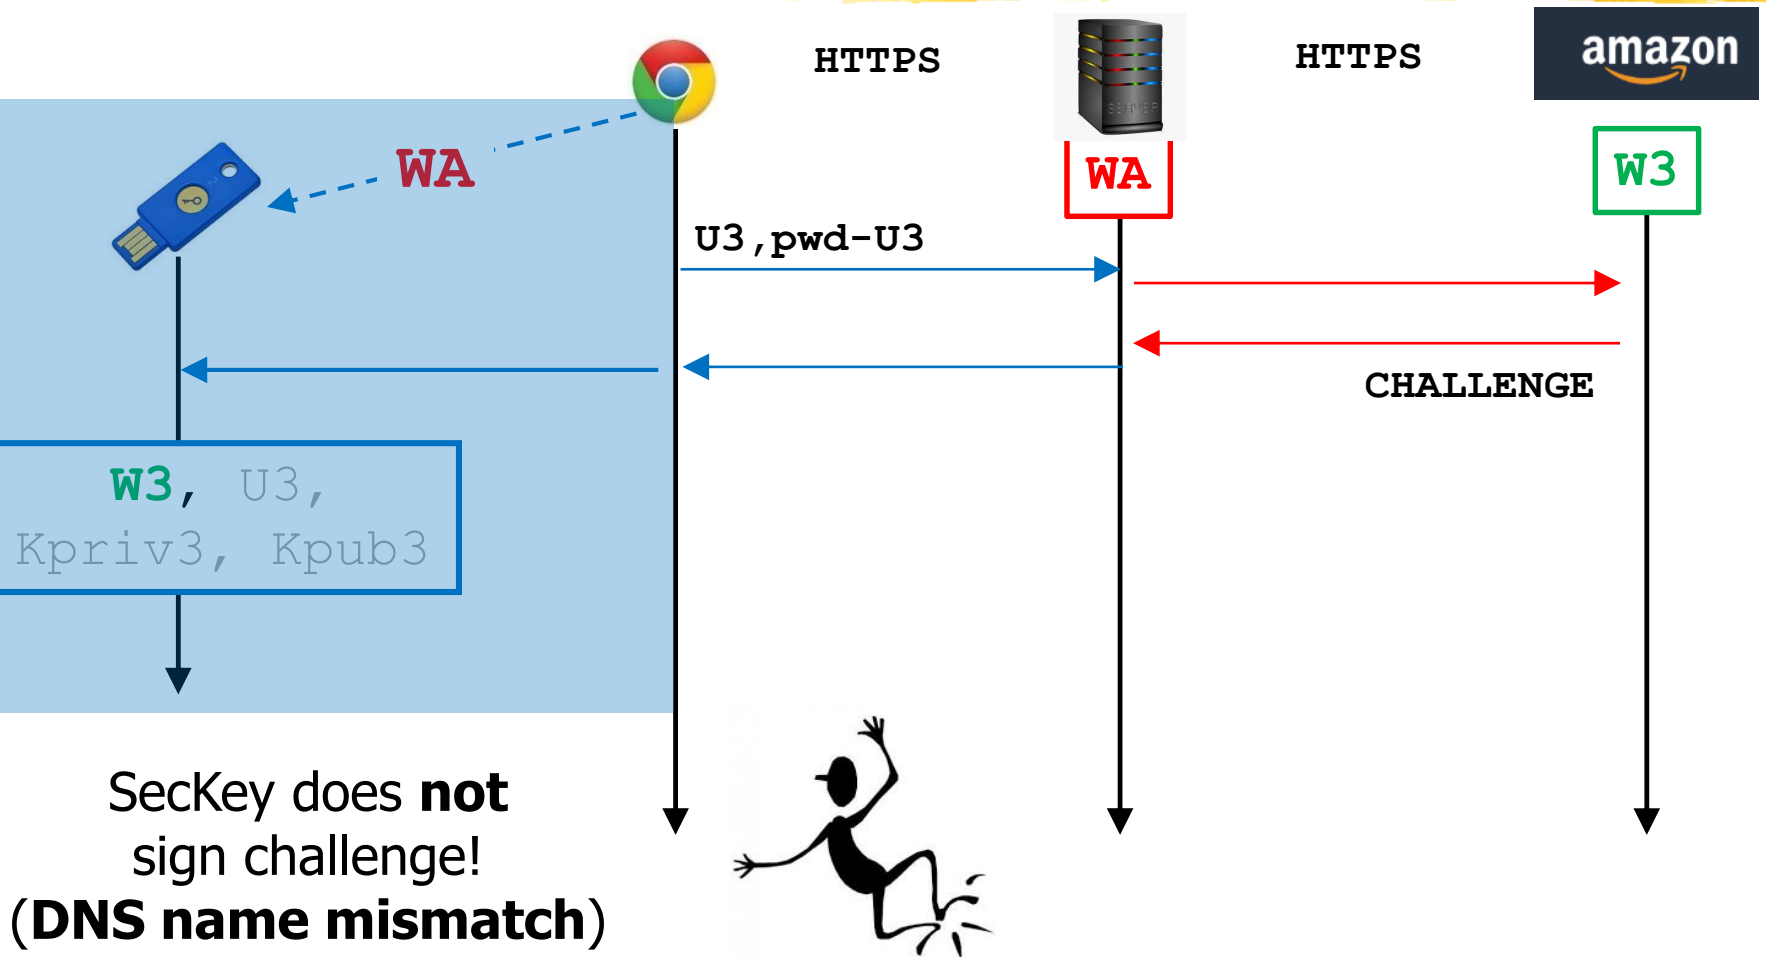 HTTPS
HTTPS
amazon
SERVER
WA
WA
W3
U3,pwd-U3
CHALLENGE
W3, U3,
Kpriv3, Kpub3
SecKey does not
sign challenge!
(DNS name mismatch)